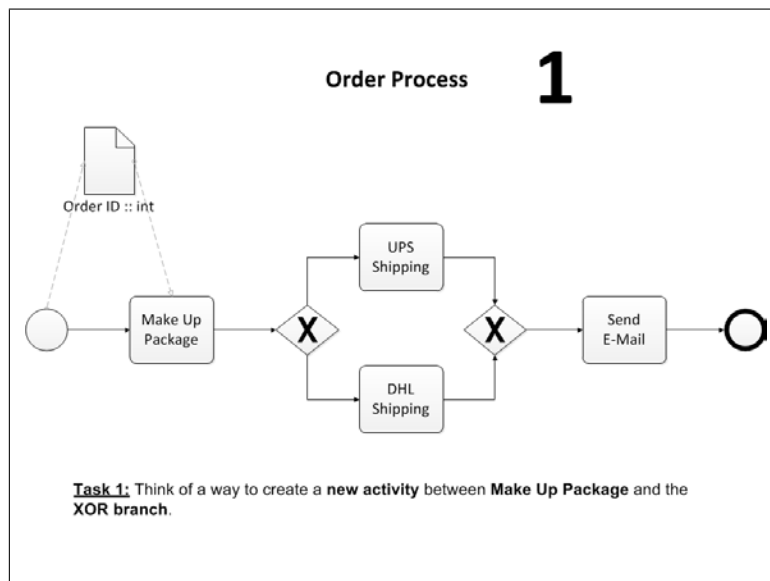 Order Process
1
Order ID :: int
UPS
Shipping
Make Up
Package
X
X
Send
E-Mail
DHL
Shipping
Task 1: Think of a way to create a new activity between Make Up Package and the
XOR branch.